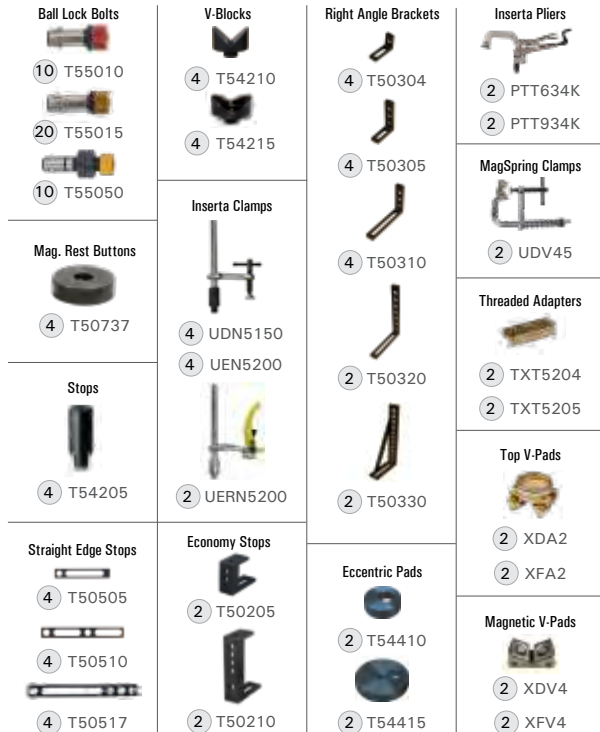 Ball Lock Bolts
10 T55010
20 T55015
10 T55050
Mag. Rest Buttons
4 T50737
Stops
4 T54205
Straight Edge Stops
4 T50505
4 T50510
4 T50517
V-Blocks
4 T54210
4 T54215
Inserta Clamps
4 UDN5150
4 UEN5200
2 UERN5200
Economy Stops
2 T50205
2 T50210
Right Angle Brackets
4 T50304
4 T50305
4 T50310
2 T50320
2 T50330
Eccentric Pads
2 T54410
2 T54415
Inserta Pliers
2 PTT634K
2 PTT934K
MagSpring Clamps
2 UDV45
Threaded Adapters
2 TXT5204
2 TXT5205
Top V-Pads
2 XDA2
2 XFA2
Magnetic V-Pads
2 XDV4
2 XFV4